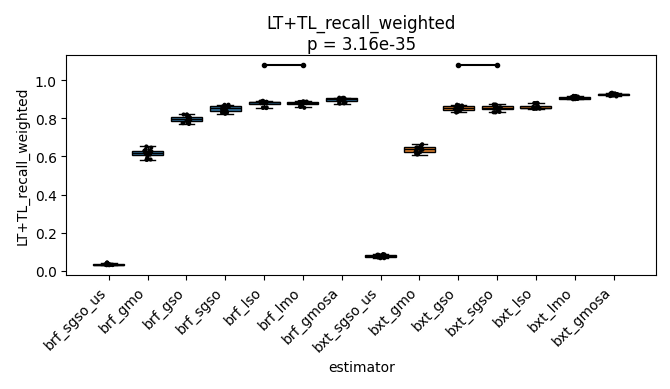 LT+TL_recall_weighted
p = 3.16e-35
LT+TL_recall_weighted
1.0
0.8
0.6
0.4
0.2
0.0
brf_sgso_us
brf_gmo
brf_gso
brf_sgso
brf_lso
brf_lmo
brf_gmosa
bxt_sgso_us
bxt_gmo
bxt_gso
bxt_sgso
bxt_lso
bxt_lmo
bxt_gmosa
estimator